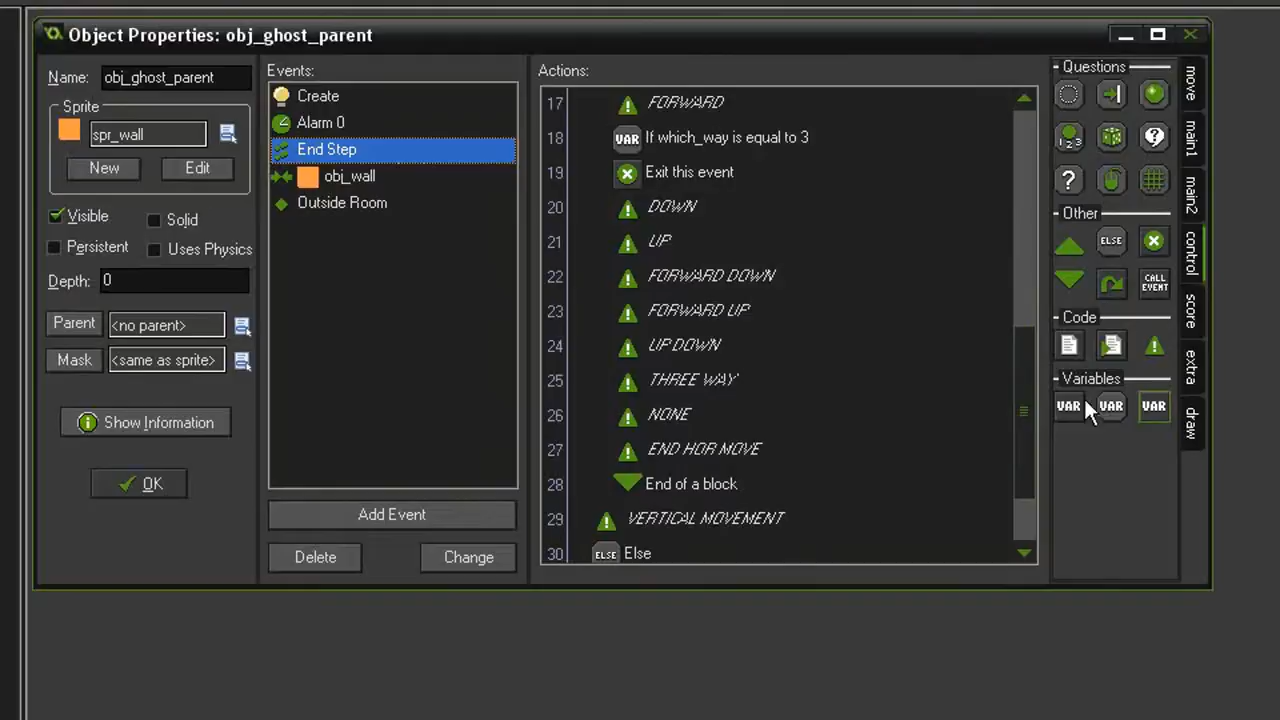 Object Properties: obj_ghost_parent
Name: obj_ghost_parent
Sprite
spr_wall
New Edit
Visible Solid
Persistent Uses Physics
Depth: 0
Parent <no parent>
Mask <same as sprite>
Show Information
OK
Events:
Create
Alarm 0
End Step
obj_wall
Outside Room
Add Event
Delete Change
Actions:
17 FORWARD
18 VAR If which_way is equal to 3
19 Exit this event
20 DOWN
21 UP
22 FORWARD DOWN
23 FORWARD UP
24 UP DOWN
25 THREE WAY
26 NONE
27 END HOR MOVE
28 End of a block
29 VERTICAL MOVEMENT
30 ELSE Else
Questions
1 2 3
?
?
Other
ELSE
CALL EVENT
Code
Variables
VAR VAR VAR
move
main1
main2
control
score
extra
draw